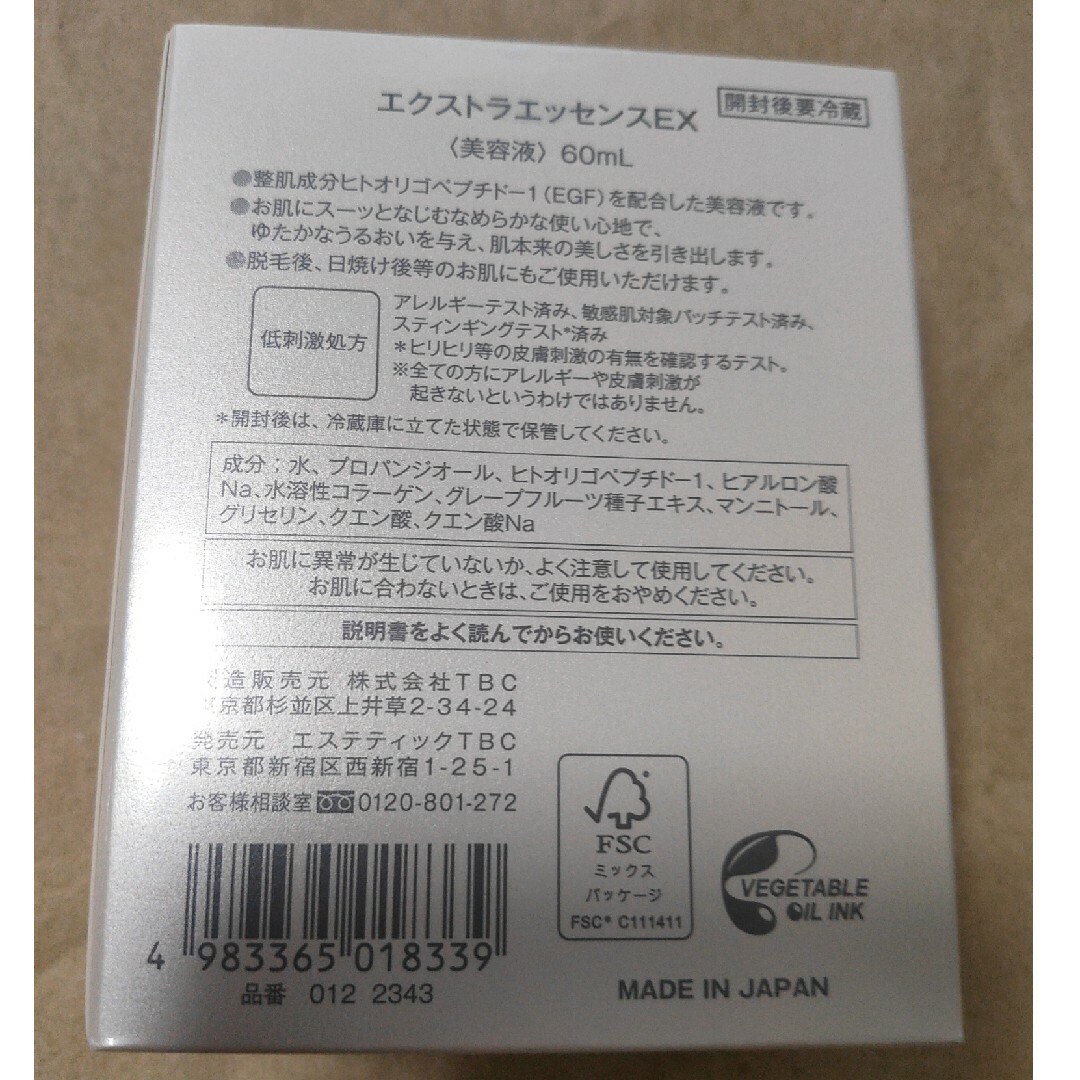 エクストラエッセンスEX
開封後要冷蔵
〈美容液〉60mL
●整肌成分ヒトオリゴペプチドー1(EGF)を配合した美容液です。
●お肌にスーッとなじむなめらかな使い心地で、
ゆたかなうるおいを与え、肌本来の美しさを引き出します。
●脱毛後、日焼け後等のお肌にもご使用いただけます。
低刺激処方
アレルギーテスト済み、敏感肌対象パッチテスト済み、
スティンギングテスト*済み
*ヒリヒリ等の皮膚刺激の有無を確認するテスト。
※全ての方にアレルギーや皮膚刺激が
起きないというわけではありません。
*開封後は、冷蔵庫に立てた状態で保管してください。
成分:水、プロパンジオール、ヒトオリゴペプチドー1、ヒアルロン酸
Na、水溶性コラーゲン、グレープフルーツ種子エキス、マンニトール、
グリセリン、クエン酸、クエン酸Na
お肌に異常が生じていないか、よく注意して使用してください。
お肌に合わないときは、ご使用をおやめください。
説明書をよく読んでからお使いください。
造販売元 株式会社TBC
京都杉並区上井草2-34-24
発売元 エステティックTBC
東京都新宿区西新宿1-25-1
お客様相談室 0120-801-272
4 983365 018339
品番 012 2343
FSC
ミックス
パッケージ
FSC® C111411
VEGETABLE
OIL INK
MADE IN JAPAN